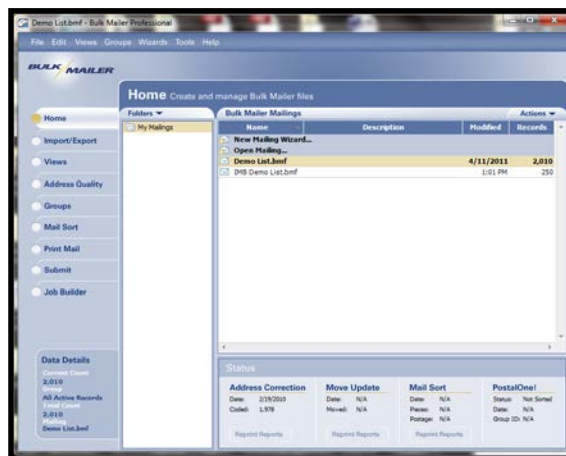 Demo List.bmf - Bulk Mailer Professional
File Edit Views Groups Wizards Tools Help
BULK MAILER
Home Create and manage Bulk Mailer files
Home
Import/Export
Views
Address Quality
Groups
Mail Sort
Print Mail
Submit
Job Builder
Folders
My Mailings
Bulk Mailer Mailings Actions
Name Description Modified Records
New Mailing Wizard...
Open Mailing...
Demo List.bmf 4/11/2011 2,010
IMB Demo List.bmf 1:01 PM 250
Data Details
Current Count
2,010
Group
All Active Records
Total Count
2,010
Mailing
Demo List.bmf
Status
Address Correction
Date: 2/19/2010
Coded: 1,978
Reprint Reports
Move Update
Date: N/A
Moved: N/A
Reprint Reports
Mail Sort
Date: N/A
Pieces: N/A
Postage: N/A
Reprint Reports
PostalOne!
Status: Not Sorted
Date: N/A
Group ID: N/A